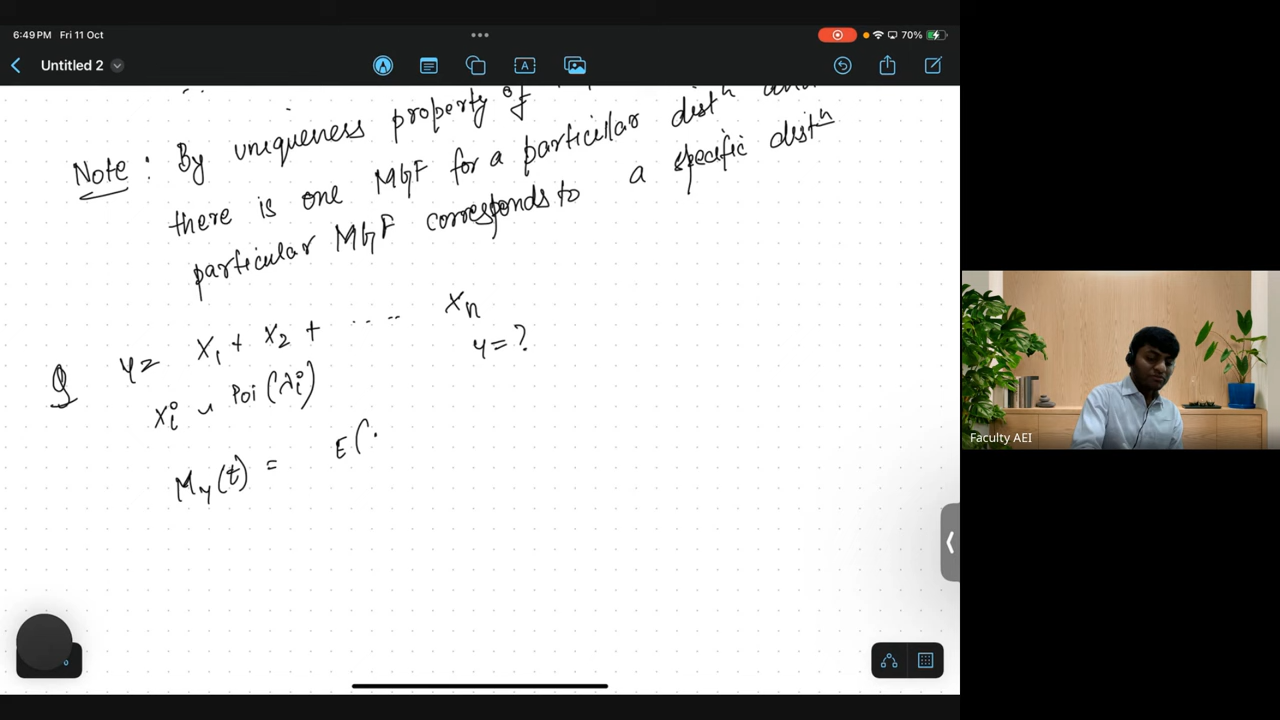 6:49 PM Fri 11 Oct
70%
Untitled 2
Note : By uniqueness property of
there is one MGF for a particular distⁿ and
particular MGF corresponds to a specific distⁿ
Q Y = X₁ + X₂ + .... Xₙ
Xᵢ ~ Poi (λᵢ) Y = ?
M_Y(t) = E(
Faculty AEI